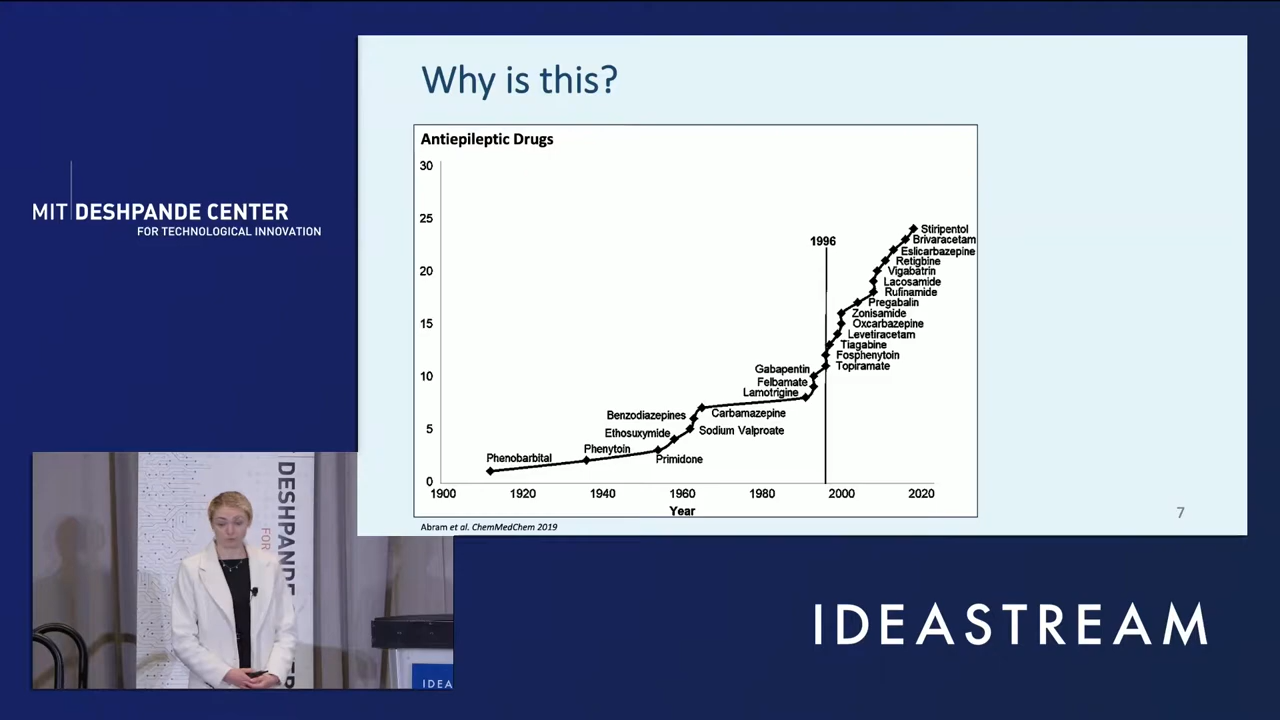 MIT DESHPANDE CENTER
FOR TECHNOLOGICAL INNOVATION
Why is this?
Antiepileptic Drugs
30
25
20
15
10
5
0
1996
Stiripentol
Brivaracetam
Eslicarbazepine
Retigbine
Vigabatrin
Lacosamide
Rufinamide
Pregabalin
Zonisamide
Oxcarbazepine
Levetiracetam
Tiagabine
Fosphenytoin
Topiramate
Gabapentin
Felbamate
Lamotrigine
Benzodiazepines
Carbamazepine
Ethosuxymide
Sodium Valproate
Phenytoin
Primidone
Phenobarbital
1900 1920 1940 1960 1980 2000 2020
Year
Abram et al. ChemMedChem 2019
7
DESHPANDE
FOR
IDEA
IDEASTREAM